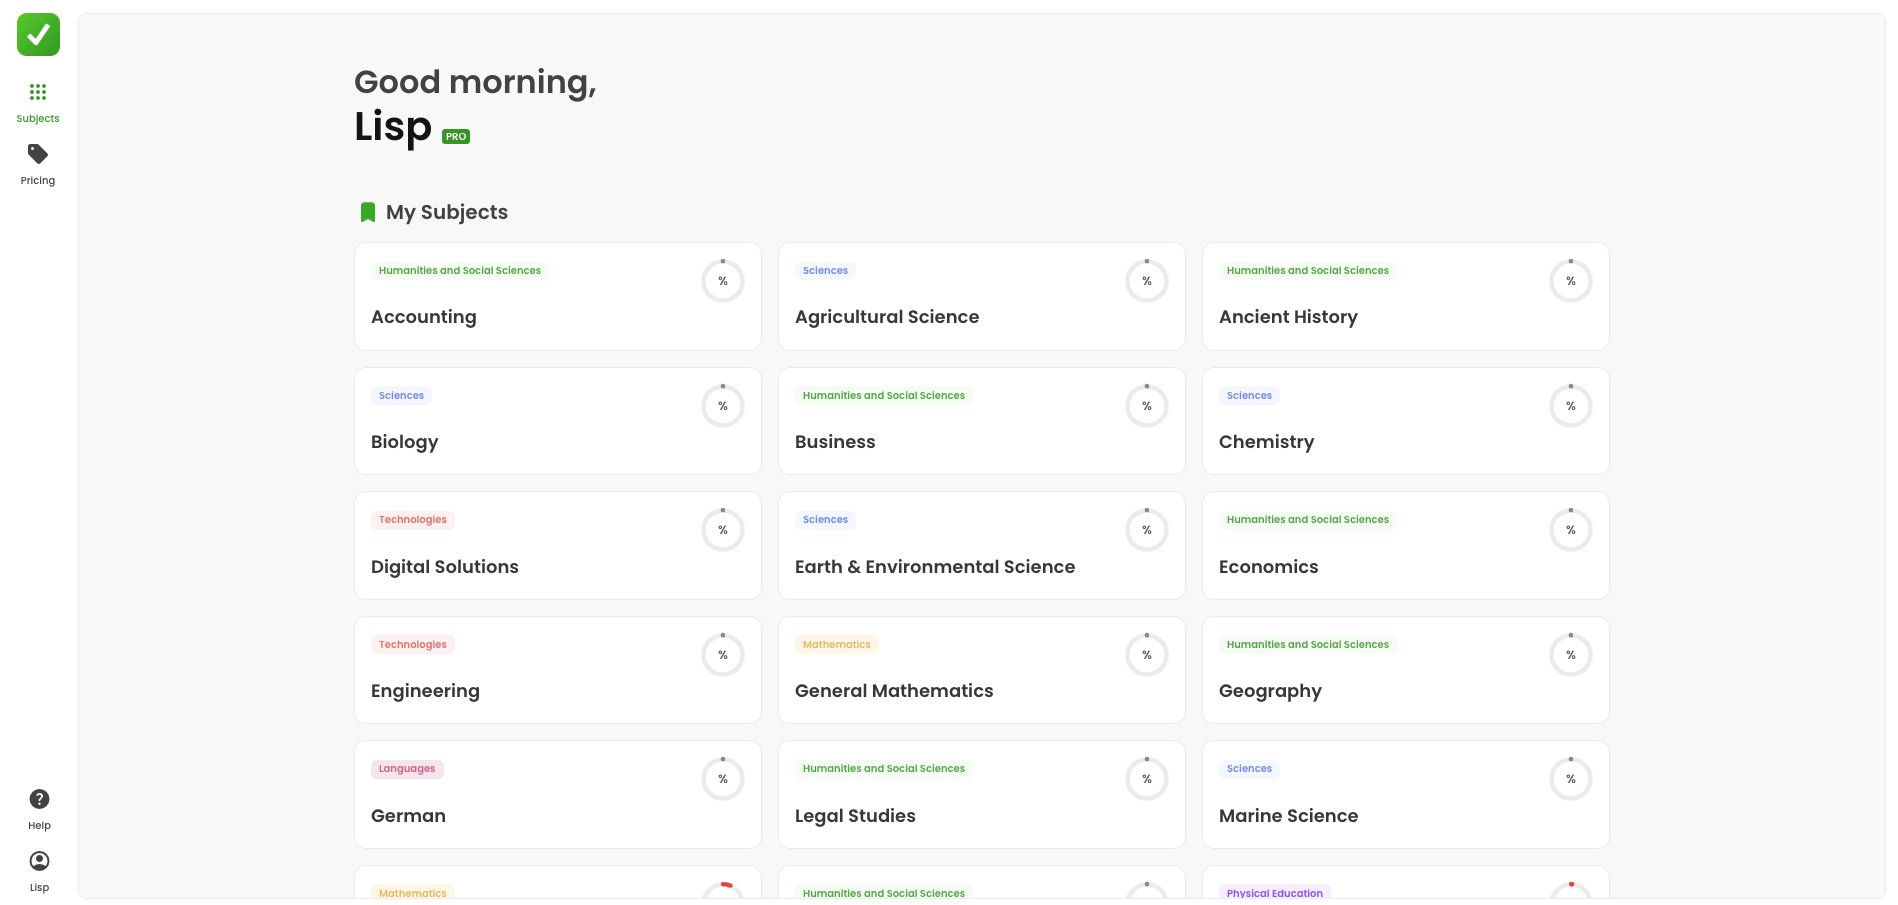 Subjects
Pricing
Help
Lisp
Good morning,
Lisp PRO
My Subjects
Humanities and Social Sciences
%
Accounting
Sciences
%
Agricultural Science
Humanities and Social Sciences
%
Ancient History
Sciences
%
Biology
Humanities and Social Sciences
%
Business
Sciences
%
Chemistry
Technologies
%
Digital Solutions
Sciences
%
Earth & Environmental Science
Humanities and Social Sciences
%
Economics
Technologies
%
Engineering
Mathematics
%
General Mathematics
Humanities and Social Sciences
%
Geography
Languages
%
German
Humanities and Social Sciences
%
Legal Studies
Sciences
%
Marine Science
Mathematics
Humanities and Social Sciences
Physical Education